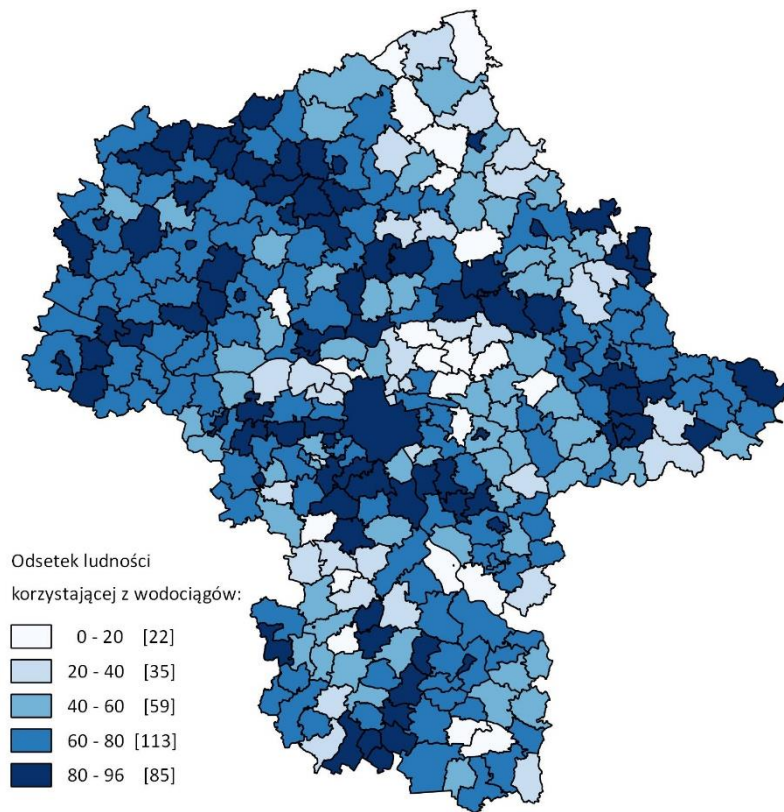 Odsetek ludności
korzystającej z wodociągów:
0 - 20 [22]
20 - 40 [35]
40 - 60 [59]
60 - 80 [113]
80 - 96 [85]